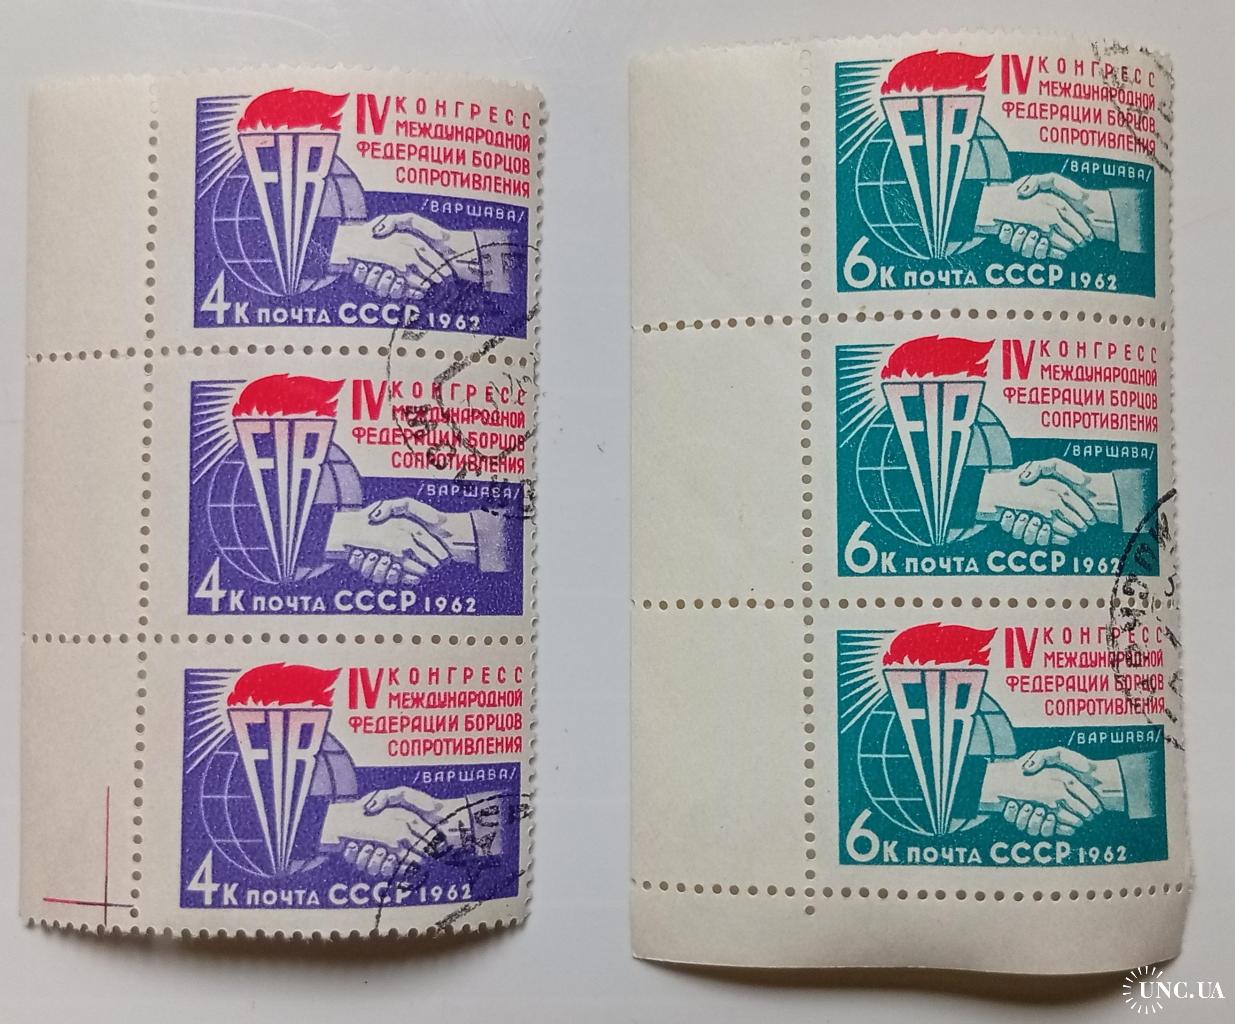 FIR
IV КОНГРЕСС
МЕЖДУНАРОДНОЙ
ФЕДЕРАЦИИ БОРЦОВ
СОПРОТИВЛЕНИЯ
/ВАРШАВА/
4К ПОЧТА СССР 1962
FIR
IV КОНГРЕСС
МЕЖДУНАРОДНОЙ
ФЕДЕРАЦИИ БОРЦОВ
СОПРОТИВЛЕНИЯ
/ВАРШАВА/
4К ПОЧТА СССР 1962
FIR
IV КОНГРЕСС
МЕЖДУНАРОДНОЙ
ФЕДЕРАЦИИ БОРЦОВ
СОПРОТИВЛЕНИЯ
/ВАРШАВА/
4К ПОЧТА СССР 1962
FIR
IV КОНГРЕСС
МЕЖДУНАРОДНОЙ
ФЕДЕРАЦИИ БОРЦОВ
СОПРОТИВЛЕНИЯ
/ВАРШАВА/
6К ПОЧТА СССР 1962
FIR
IV КОНГРЕСС
МЕЖДУНАРОДНОЙ
ФЕДЕРАЦИИ БОРЦОВ
СОПРОТИВЛЕНИЯ
/ВАРШАВА/
6К ПОЧТА СССР 1962
FIR
IV КОНГРЕСС
МЕЖДУНАРОДНОЙ
ФЕДЕРАЦИИ БОРЦОВ
СОПРОТИВЛЕНИЯ
/ВАРШАВА/
6К ПОЧТА СССР 1962
UNC.UA